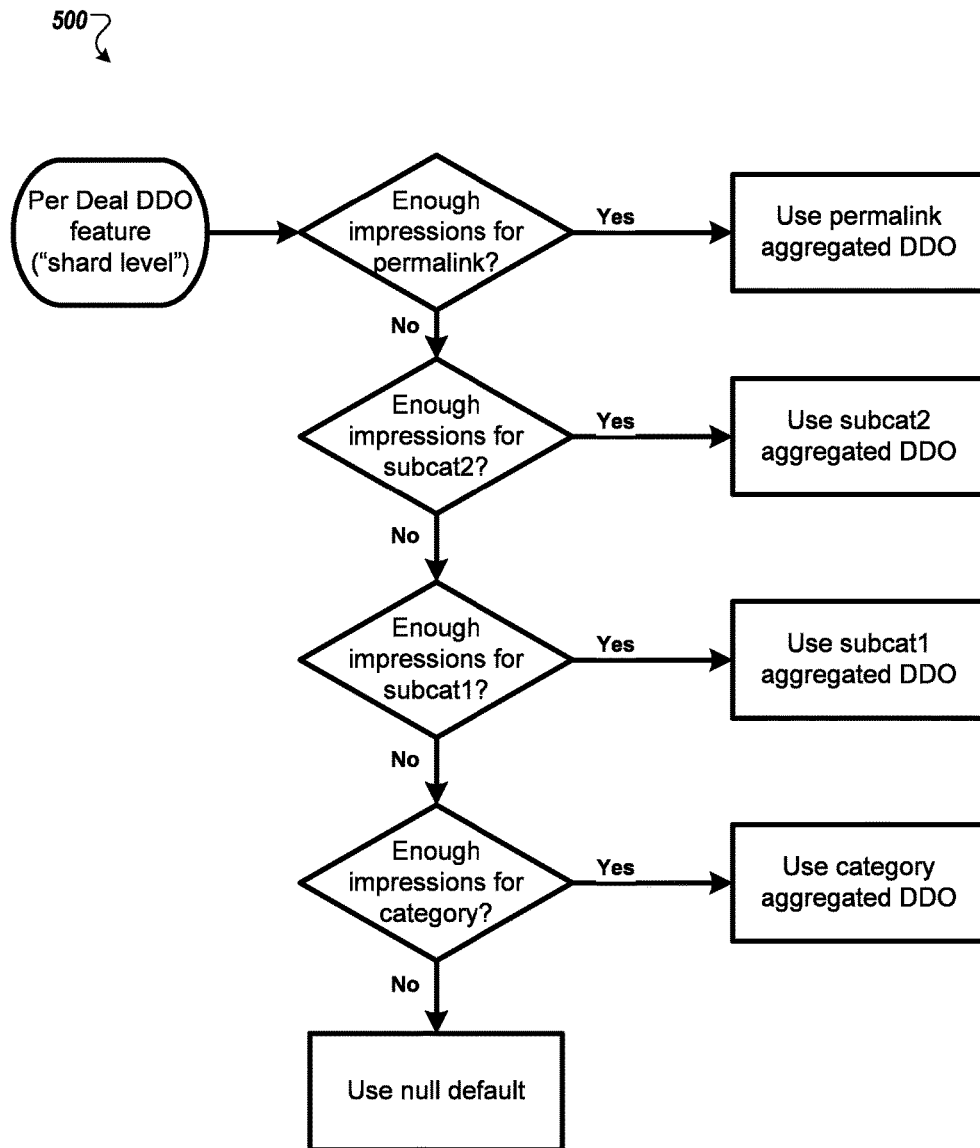 500
Per Deal DDO
feature
(“shard level”)
Enough
impressions for
permalink?
Yes
Use permalink
aggregated DDO
No
Enough
impressions for
subcat2?
Yes
Use subcat2
aggregated DDO
No
Enough
impressions for
subcat1?
Yes
Use subcat1
aggregated DDO
No
Enough
impressions for
category?
Yes
Use category
aggregated DDO
No
Use null default